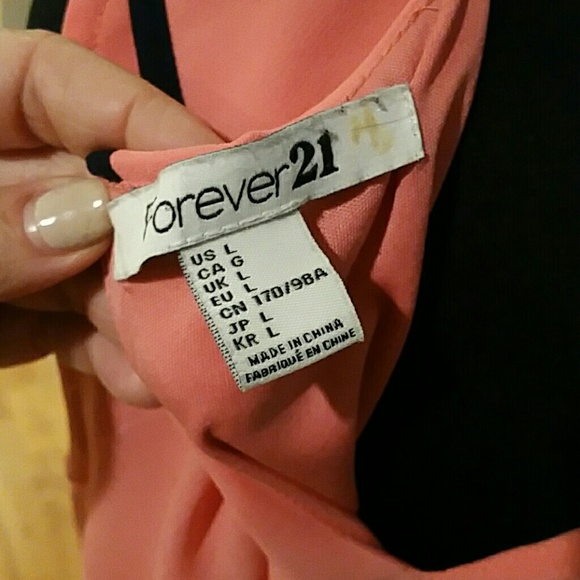 Forever21
US L
CA G
UK L
EU L
CN 170/98A
JP L
KR L
MADE IN CHINA
FABRIQUÉ EN CHINE